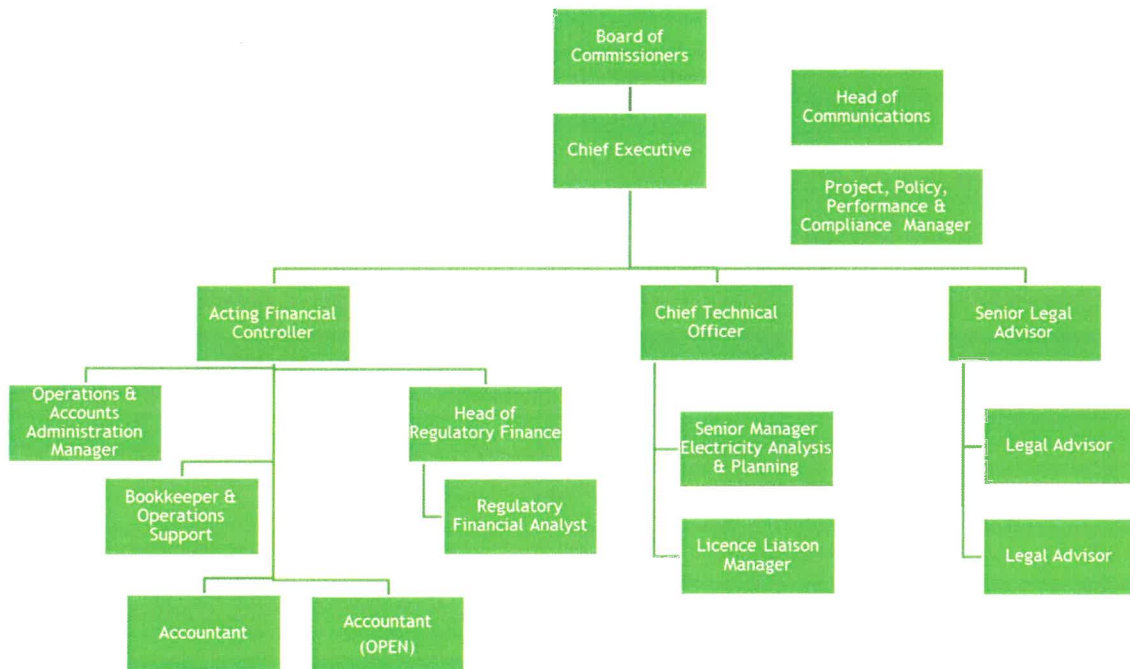 Board of
Commissioners
Head of
Communications
Chief Executive
Project, Policy,
Performance &
Compliance Manager
Acting Financial
Controller
Chief Technical
Officer
Senior Legal
Advisor
Operations &
Accounts
Administration
Manager
Head of
Regulatory Finance
Senior Manager
Electricity Analysis
& Planning
Legal Advisor
Bookkeeper &
Operations
Support
Regulatory
Financial Analyst
Licence Liaison
Manager
Legal Advisor
Accountant
Accountant
(OPEN)